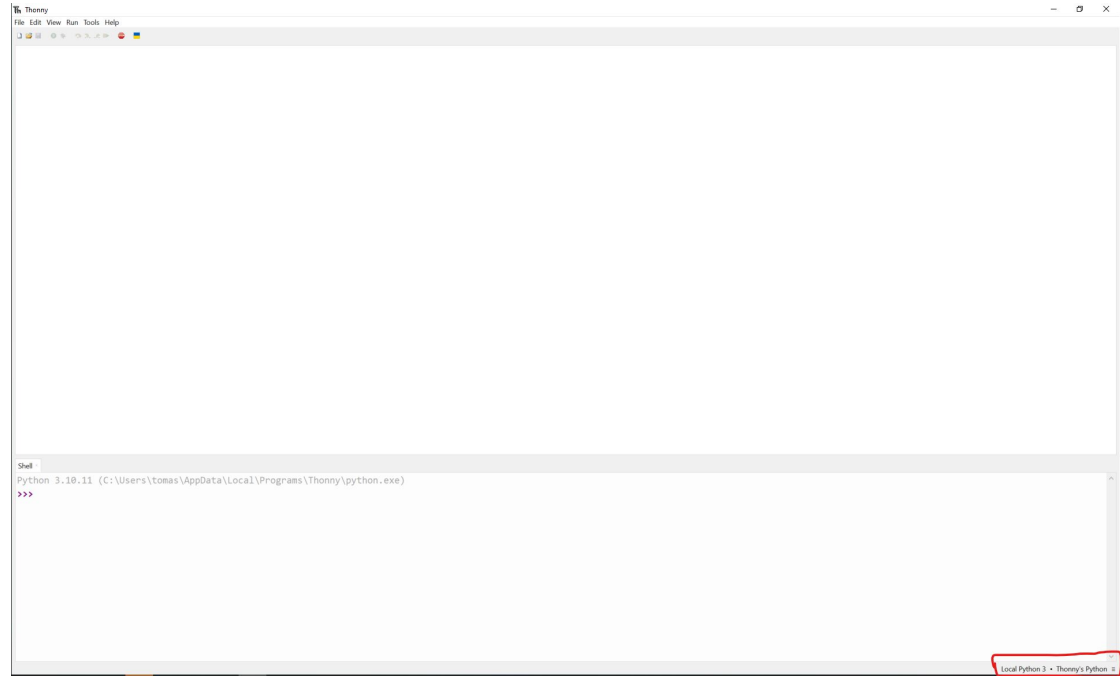 Thonny
File Edit View Run Tools Help
Shell
Python 3.10.11 (C:\Users\tomas\AppData\Local\Programs\Thonny\python.exe)
>>>
Local Python 3 • Thonny's Python ≡